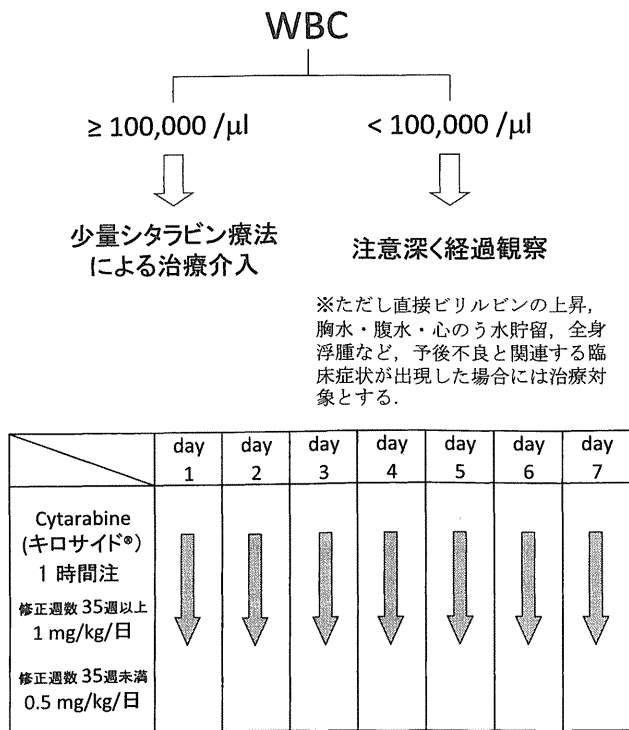 WBC
≥ 100,000 /μl
< 100,000 /μl
少量シタラビン療法
による治療介入
注意深く経過観察
※ただし直接ビリルビンの上昇，
胸水・腹水・心のう水貯留，全身
浮腫など，予後不良と関連する臨
床症状が出現した場合には治療対
象とする．
day 1
day 2
day 3
day 4
day 5
day 6
day 7
Cytarabine
(キロサイド®)
1 時間注
修正週数 35週以上
1 mg/kg/日
修正週数 35週未満
0.5 mg/kg/日